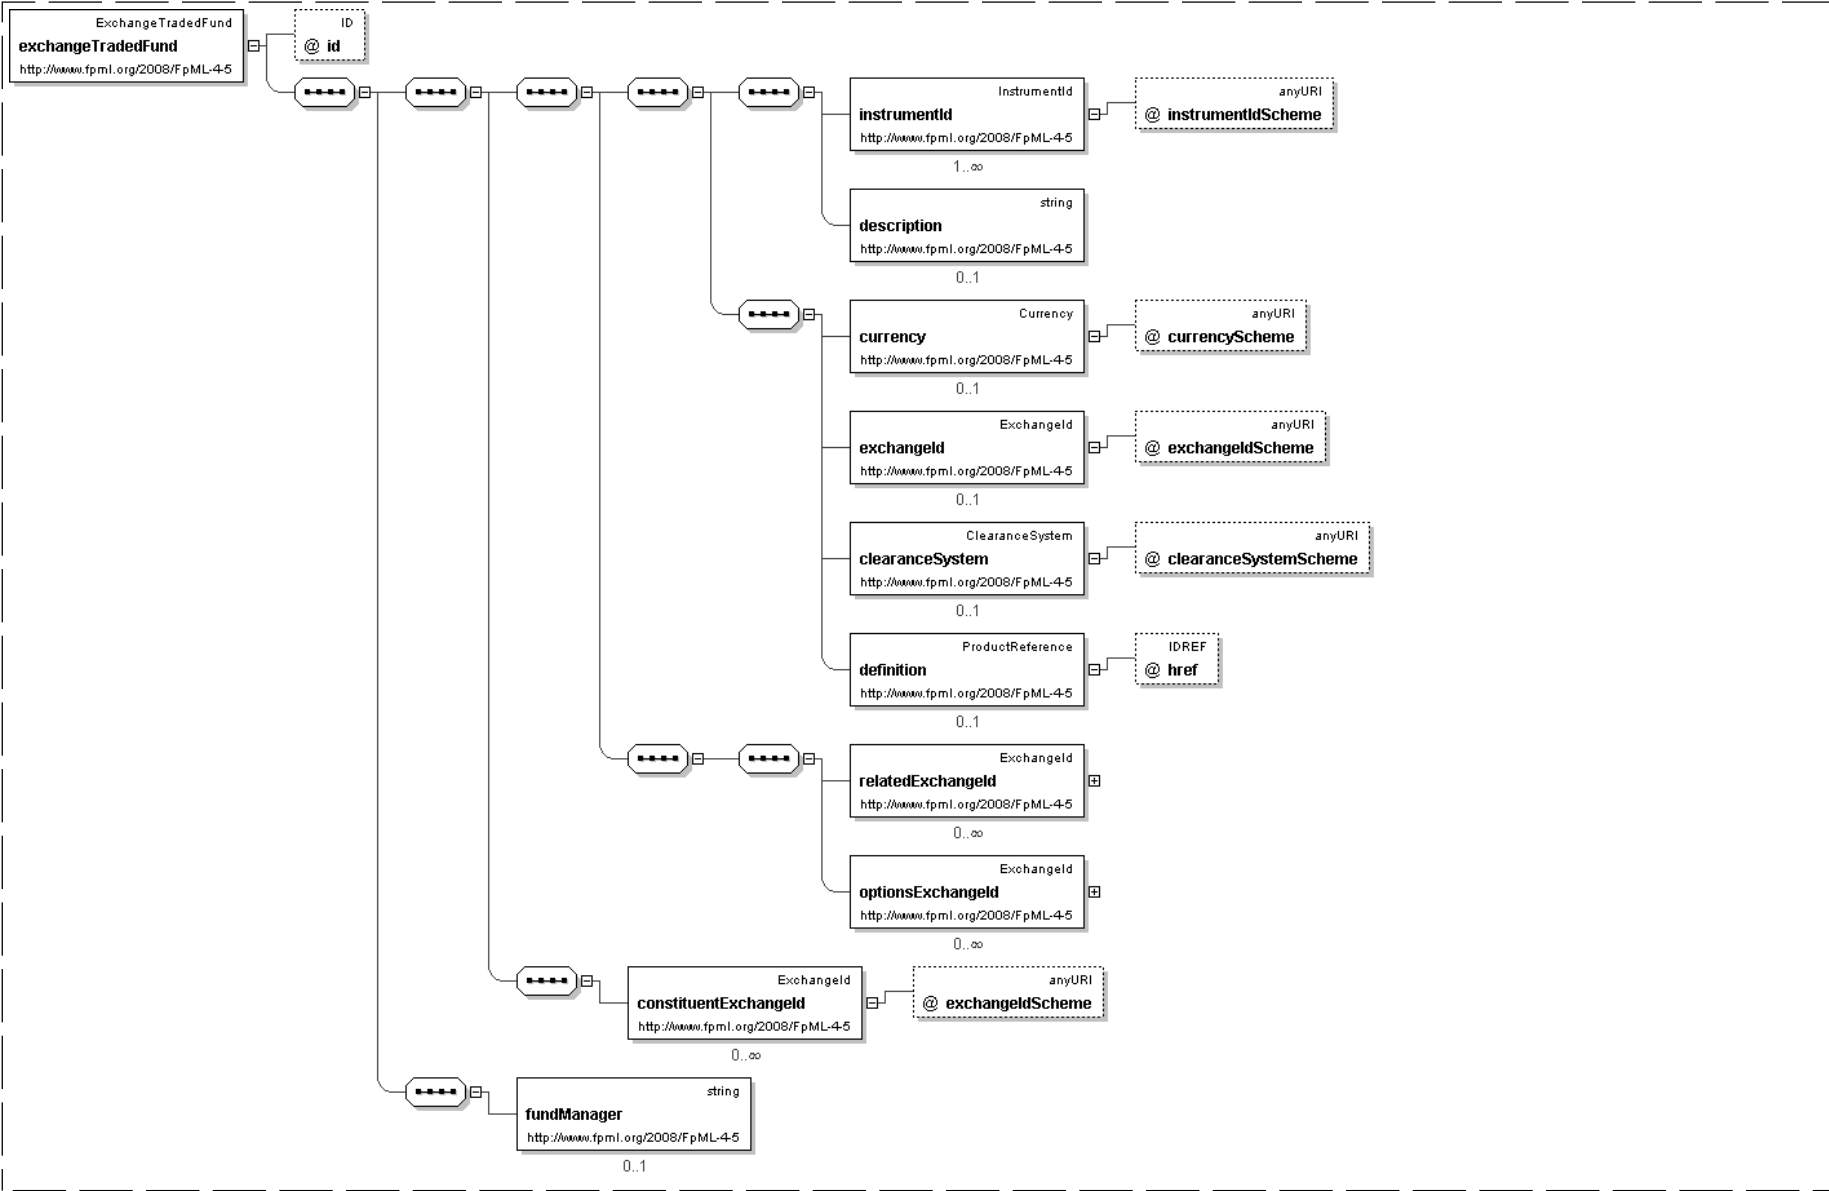 ExchangeTradedFund
exchangeTradedFund
http://www.fpml.org/2008/FpML-4-5
ID
@ id
InstrumentId
instrumentId
http://www.fpml.org/2008/FpML-4-5
1..∞
anyURI
@ instrumentIdScheme
string
description
http://www.fpml.org/2008/FpML-4-5
0..1
Currency
currency
http://www.fpml.org/2008/FpML-4-5
0..1
anyURI
@ currencyScheme
ExchangeId
exchangeId
http://www.fpml.org/2008/FpML-4-5
0..1
anyURI
@ exchangeIdScheme
ClearanceSystem
clearanceSystem
http://www.fpml.org/2008/FpML-4-5
0..1
anyURI
@ clearanceSystemScheme
ProductReference
definition
http://www.fpml.org/2008/FpML-4-5
0..1
IDREF
@ href
ExchangeId
relatedExchangeId
http://www.fpml.org/2008/FpML-4-5
0..∞
ExchangeId
optionsExchangeId
http://www.fpml.org/2008/FpML-4-5
0..∞
ExchangeId
constituentExchangeId
http://www.fpml.org/2008/FpML-4-5
0..∞
anyURI
@ exchangeIdScheme
string
fundManager
http://www.fpml.org/2008/FpML-4-5
0..1